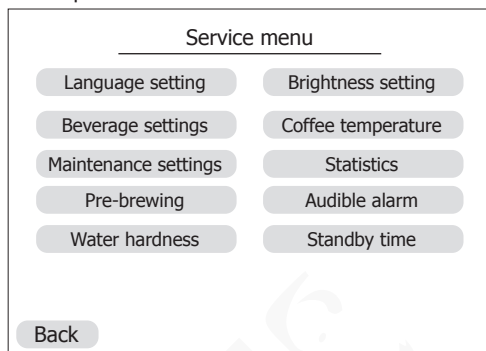 Service menu
Language setting
Brightness setting
Beverage settings
Coffee temperature
Maintenance settings
Statistics
Pre-brewing
Audible alarm
Water hardness
Standby time
Back